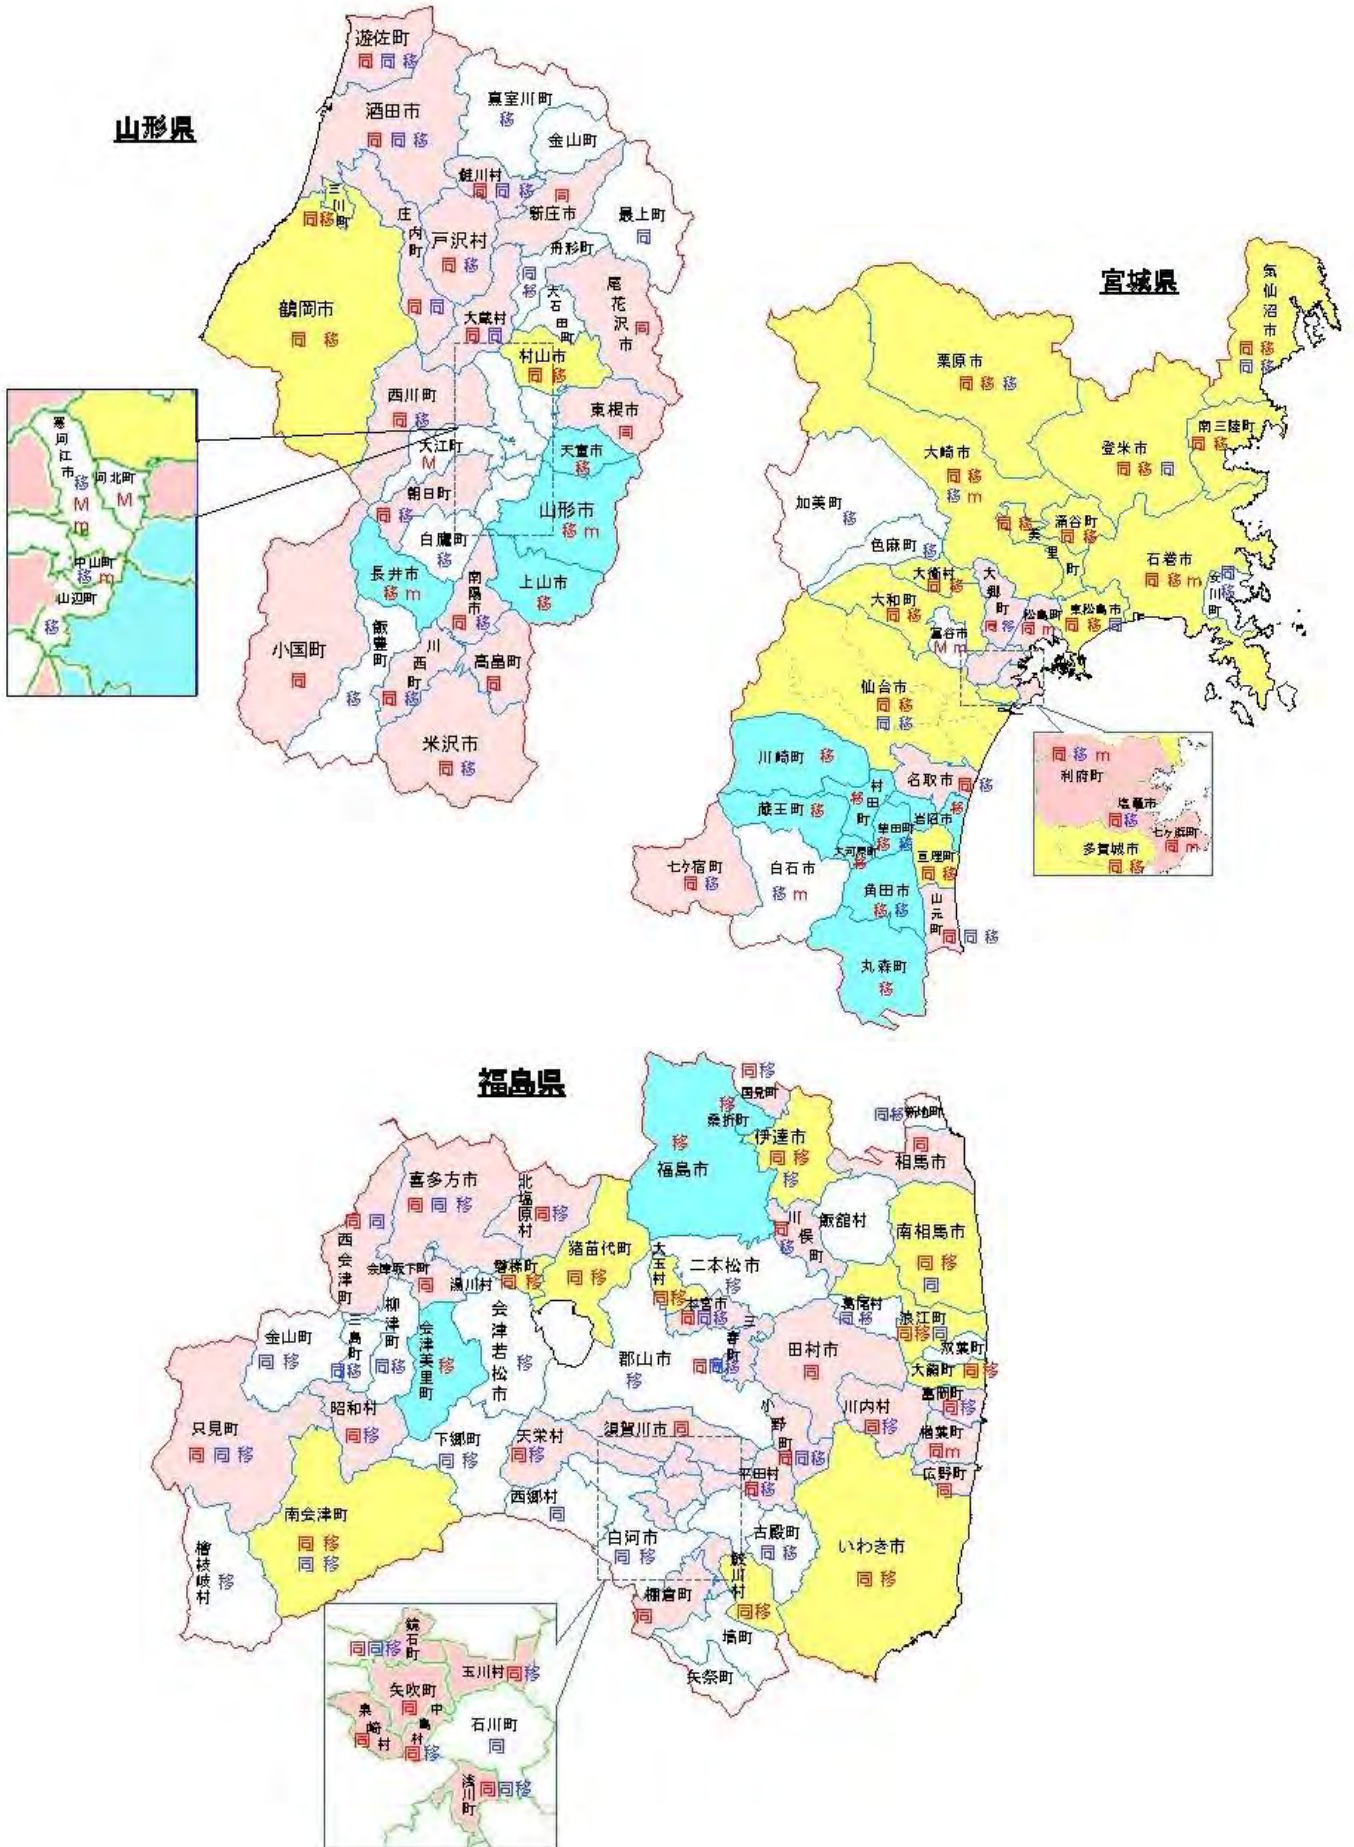 山形県
遊佐町
同 同 移
酒田市
同 同 移
真室川町
移
金山町
鮭川村
同 同 移
同
新庄市
最上町
同
三川町
同移
庄内町
同 同
戸沢村
同 移
舟形町
同
移
大石田町
尾花沢市
同
鶴岡市
同 移
大蔵村
同 同
村山市
同 移
西川町
同 移
東根市
同
大江町
M
天童市
移
朝日町
同 移
山形市
移 m
白鷹町
移
長井市
移 m
南陽市
同 移
上山市
移
小国町
同
飯豊町
移
川西町
同 移
高畠町
同
米沢市
同 移
寒河江市
移
M
m
河北町
M
中山町
移 m
山辺町
移
宮城県
気仙沼市
同 移
同 移
栗原市
同 移 移
南三陸町
同 移
登米市
同 移 同
大崎市
同 移
移 m
加美町
移
色麻町 移
同 移
美里町
涌谷町
同 移
石巻市
同 移 m
女川町
同
移
大衡村
同 移
大郷町
同 移
大和町
同 移
松島町
同 m
東松島市
同 移 同
富谷市
M m
仙台市
同 移
同 移
同 移 m
利府町
塩竈市
同移
七ヶ浜町
同 m
多賀城市
同 移
川崎町 移
名取市
同 移
村田町
移
蔵王町 移
岩沼市
移
柴田町
移 移
大河原町
移
亘理町
同 移
七ヶ宿町
同 移
白石市
移 m
角田市
移 移
山元町
同 同 移
丸森町
移
福島県
同移
国見町
移
桑折町
移
福島市
伊達市
同 移
移
同移
新地町
同
相馬市
喜多方市
同 同 移
北塩原村
同移
同 同
西会津町
川俣町
同
移
飯舘村
南相馬市
同 移
同
猪苗代町
同 移
大玉村
同移
二本松市
移
会津坂下町
同
湯川村
磐梯町
同 移
本宮市
同同移
三春町
同同移
葛尾村
同移
浪江町
同移同
双葉町
大熊町
同移
金山町
同 移
三島町
同移
柳津町
同移
会津美里町
移
会津若松市
移
郡山市
移
田村市
同
富岡町
同移
川内村
同移
楢葉町
同m
広野町
同
只見町
同 同 移
昭和村
同移
下郷町
同 移
天栄村
同移
須賀川市 同
小野町
同同移
平田村
同移
西郷村
同
白河市
同 移
古殿町
同 移
いわき市
同 移
南会津町
同 移
同 移
檜枝岐村
移
棚倉町
同
鮫川村
同移
塙町
矢祭町
鏡石町
同同移
玉川村同移
矢吹町
同
泉崎村
同
中島村
同移
石川町
同
浅川町
同同移